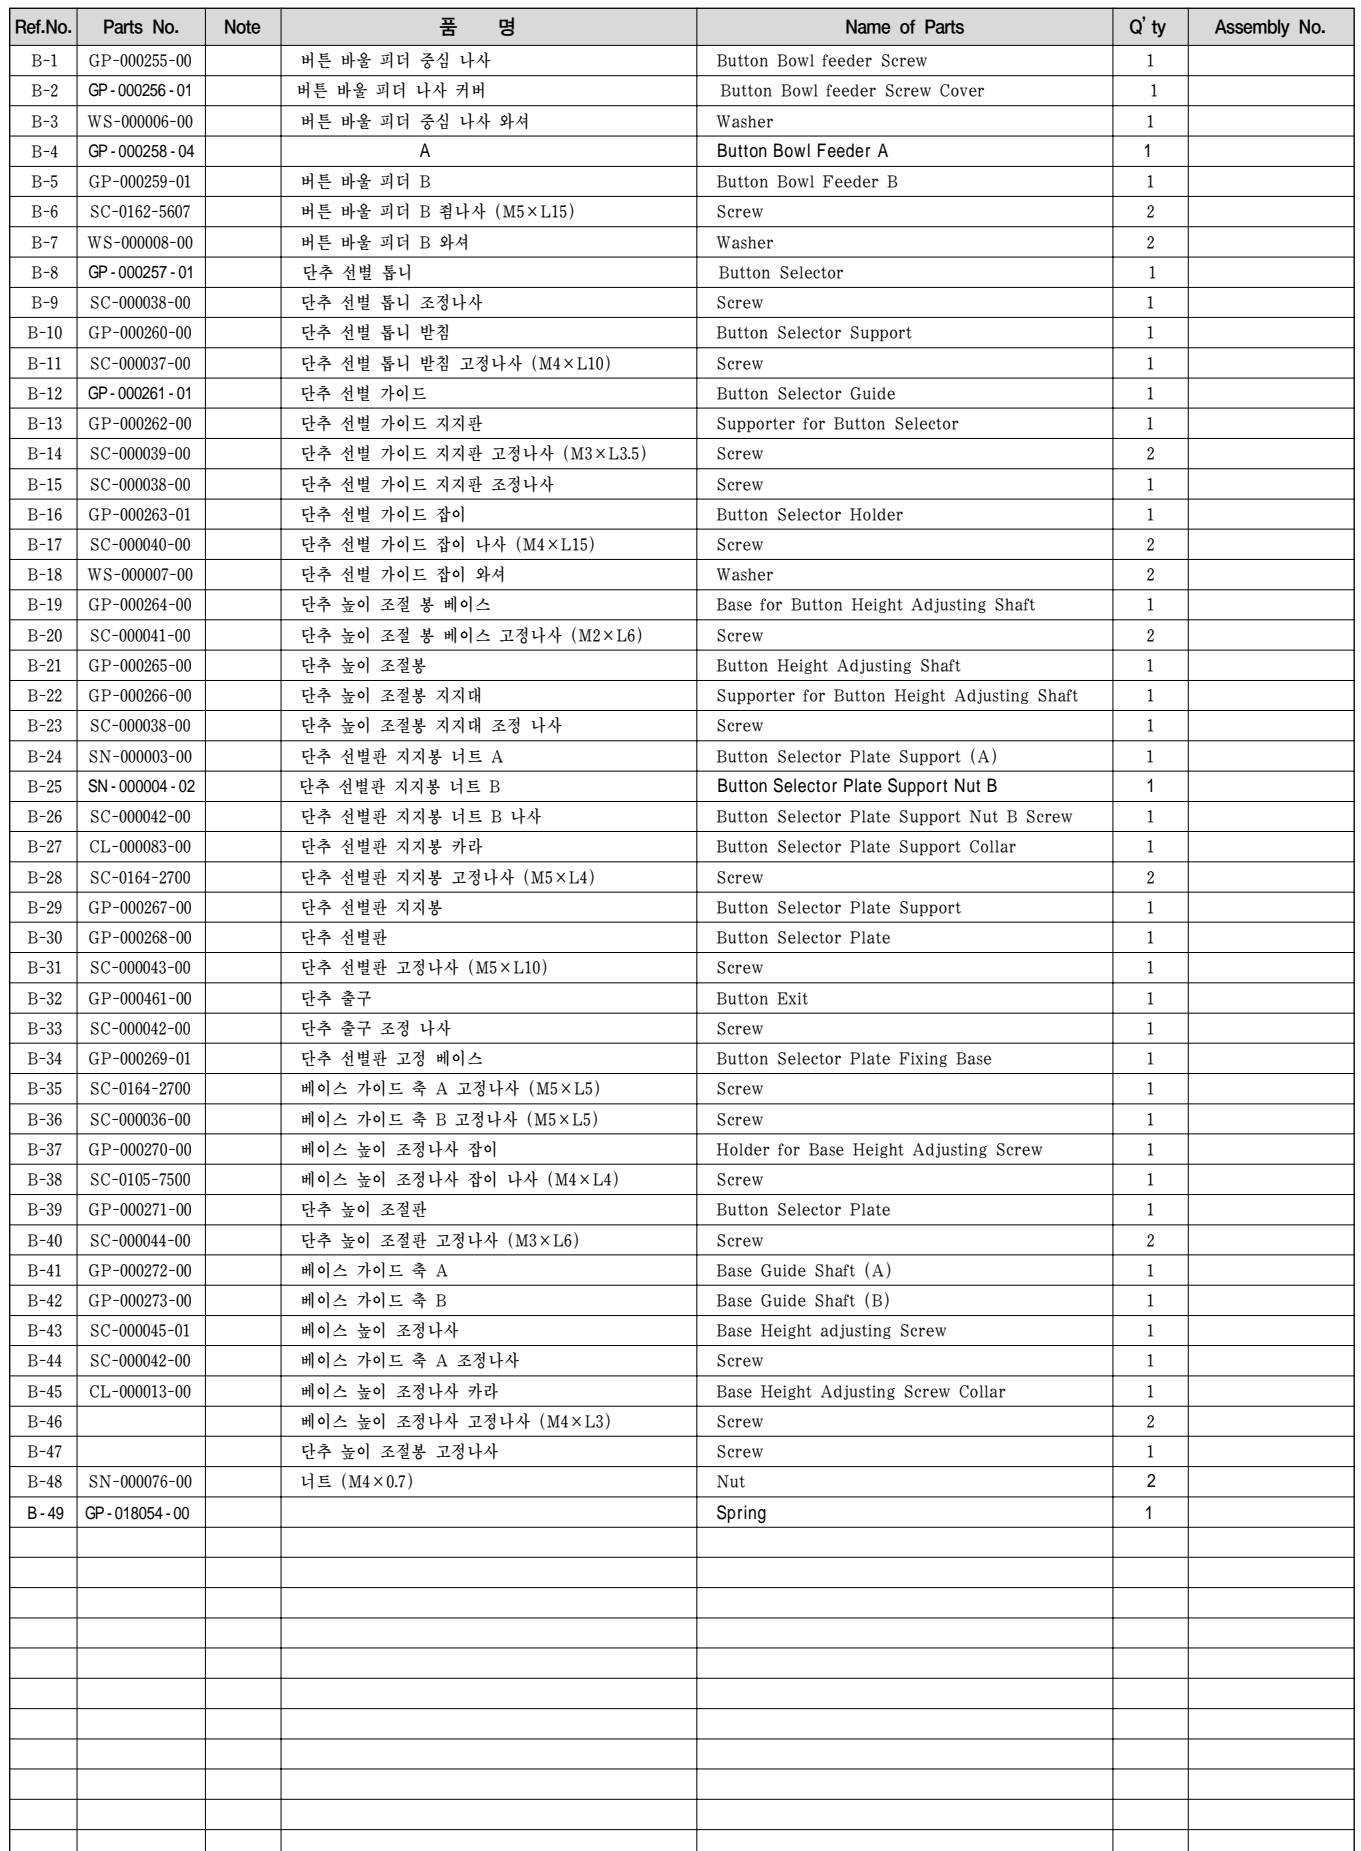 Ref.No. Parts No. Note 품 명 Name of Parts Q' ty Assembly No.
B-1 GP-000255-00 버튼 바울 피더 중심 나사 Button Bowl feeder Screw 1
B-2 GP-000256-01 버튼 바울 피더 나사 커버 Button Bowl feeder Screw Cover 1
B-3 WS-000006-00 버튼 바울 피더 중심 나사 와셔 Washer 1
B-4 GP-000258-04 A Button Bowl Feeder A 1
B-5 GP-000259-01 버튼 바울 피더 B Button Bowl Feeder B 1
B-6 SC-0162-5607 버튼 바울 피더 B 죔나사 (M5×L15) Screw 2
B-7 WS-000008-00 버튼 바울 피더 B 와셔 Washer 2
B-8 GP-000257-01 단추 선별 톱니 Button Selector 1
B-9 SC-000038-00 단추 선별 톱니 조정나사 Screw 1
B-10 GP-000260-00 단추 선별 톱니 받침 Button Selector Support 1
B-11 SC-000037-00 단추 선별 톱니 받침 고정나사 (M4×L10) Screw 1
B-12 GP-000261-01 단추 선별 가이드 Button Selector Guide 1
B-13 GP-000262-00 단추 선별 가이드 지지판 Supporter for Button Selector 1
B-14 SC-000039-00 단추 선별 가이드 지지판 고정나사 (M3×L3.5) Screw 2
B-15 SC-000038-00 단추 선별 가이드 지지판 조정나사 Screw 1
B-16 GP-000263-01 단추 선별 가이드 잡이 Button Selector Holder 1
B-17 SC-000040-00 단추 선별 가이드 잡이 나사 (M4×L15) Screw 2
B-18 WS-000007-00 단추 선별 가이드 잡이 와셔 Washer 2
B-19 GP-000264-00 단추 높이 조절 봉 베이스 Base for Button Height Adjusting Shaft 1
B-20 SC-000041-00 단추 높이 조절 봉 베이스 고정나사 (M2×L6) Screw 2
B-21 GP-000265-00 단추 높이 조절봉 Button Height Adjusting Shaft 1
B-22 GP-000266-00 단추 높이 조절봉 지지대 Supporter for Button Height Adjusting Shaft 1
B-23 SC-000038-00 단추 높이 조절봉 지지대 조정 나사 Screw 1
B-24 SN-000003-00 단추 선별판 지지봉 너트 A Button Selector Plate Support (A) 1
B-25 SN-000004-02 단추 선별판 지지봉 너트 B Button Selector Plate Support Nut B 1
B-26 SC-000042-00 단추 선별판 지지봉 너트 B 나사 Button Selector Plate Support Nut B Screw 1
B-27 CL-000083-00 단추 선별판 지지봉 카라 Button Selector Plate Support Collar 1
B-28 SC-0164-2700 단추 선별판 지지봉 고정나사 (M5×L4) Screw 2
B-29 GP-000267-00 단추 선별판 지지봉 Button Selector Plate Support 1
B-30 GP-000268-00 단추 선별판 Button Selector Plate 1
B-31 SC-000043-00 단추 선별판 고정나사 (M5×L10) Screw 1
B-32 GP-000461-00 단추 출구 Button Exit 1
B-33 SC-000042-00 단추 출구 조정 나사 Screw 1
B-34 GP-000269-01 단추 선별판 고정 베이스 Button Selector Plate Fixing Base 1
B-35 SC-0164-2700 베이스 가이드 축 A 고정나사 (M5×L5) Screw 1
B-36 SC-000036-00 베이스 가이드 축 B 고정나사 (M5×L5) Screw 1
B-37 GP-000270-00 베이스 높이 조정나사 잡이 Holder for Base Height Adjusting Screw 1
B-38 SC-0105-7500 베이스 높이 조정나사 잡이 나사 (M4×L4) Screw 1
B-39 GP-000271-00 단추 높이 조절판 Button Selector Plate 1
B-40 SC-000044-00 단추 높이 조절판 고정나사 (M3×L6) Screw 2
B-41 GP-000272-00 베이스 가이드 축 A Base Guide Shaft (A) 1
B-42 GP-000273-00 베이스 가이드 축 B Base Guide Shaft (B) 1
B-43 SC-000045-01 베이스 높이 조정나사 Base Height adjusting Screw 1
B-44 SC-000042-00 베이스 가이드 축 A 조정나사 Screw 1
B-45 CL-000013-00 베이스 높이 조정나사 카라 Base Height Adjusting Screw Collar 1
B-46 베이스 높이 조정나사 고정나사 (M4×L3) Screw 2
B-47 단추 높이 조절봉 고정나사 Screw 1
B-48 SN-000076-00 너트 (M4×0.7) Nut 2
B-49 GP-018054-00 Spring 1